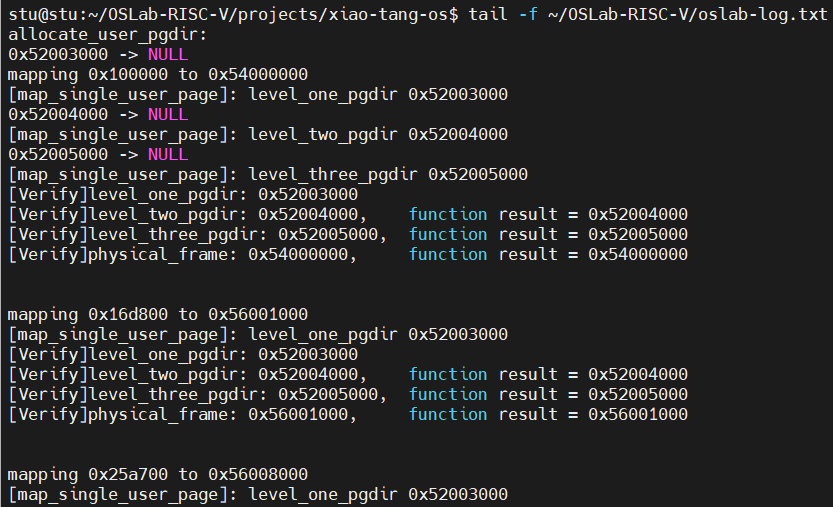 stu@stu:~/OSLab-RISC-V/projects/xiao-tang-os$ tail -f ~/OSLab-RISC-V/oslab-log.txt
allocate_user_pgdir:
0x52003000 -> NULL
mapping 0x100000 to 0x54000000
[map_single_user_page]: level_one_pgdir 0x52003000
0x52004000 -> NULL
[map_single_user_page]: level_two_pgdir 0x52004000
0x52005000 -> NULL
[map_single_user_page]: level_three_pgdir 0x52005000
[Verify]level_one_pgdir: 0x52003000
[Verify]level_two_pgdir: 0x52004000,    function result = 0x52004000
[Verify]level_three_pgdir: 0x52005000,  function result = 0x52005000
[Verify]physical_frame: 0x54000000,     function result = 0x54000000
mapping 0x16d800 to 0x56001000
[map_single_user_page]: level_one_pgdir 0x52003000
[Verify]level_one_pgdir: 0x52003000
[Verify]level_two_pgdir: 0x52004000,    function result = 0x52004000
[Verify]level_three_pgdir: 0x52005000,  function result = 0x52005000
[Verify]physical_frame: 0x56001000,     function result = 0x56001000
mapping 0x25a700 to 0x56008000
[map_single_user_page]: level_one_pgdir 0x52003000